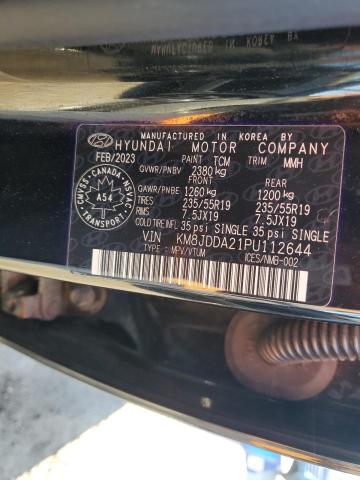 MANUFACTURED IN KOREA BY
HYUNDAI MOTOR COMPANY
FEB/2023 PAINT TCM TRIM MMH
GVWR/PNBV 2380 kg
FRONT REAR
GAWR/PNBE 1260 kg 1200 kg
TIRES 235/55R19 235/55R19
RIMS 7.5JX19 7.5JX19
COLD TIRE INFL 35 psi SINGLE 35 psi SINGLE
VIN KM8JDDA21PU112644
TYPE : MPV/VTUM ICES/NMB-002
CMVSS • CANADA • NSVAC
A54